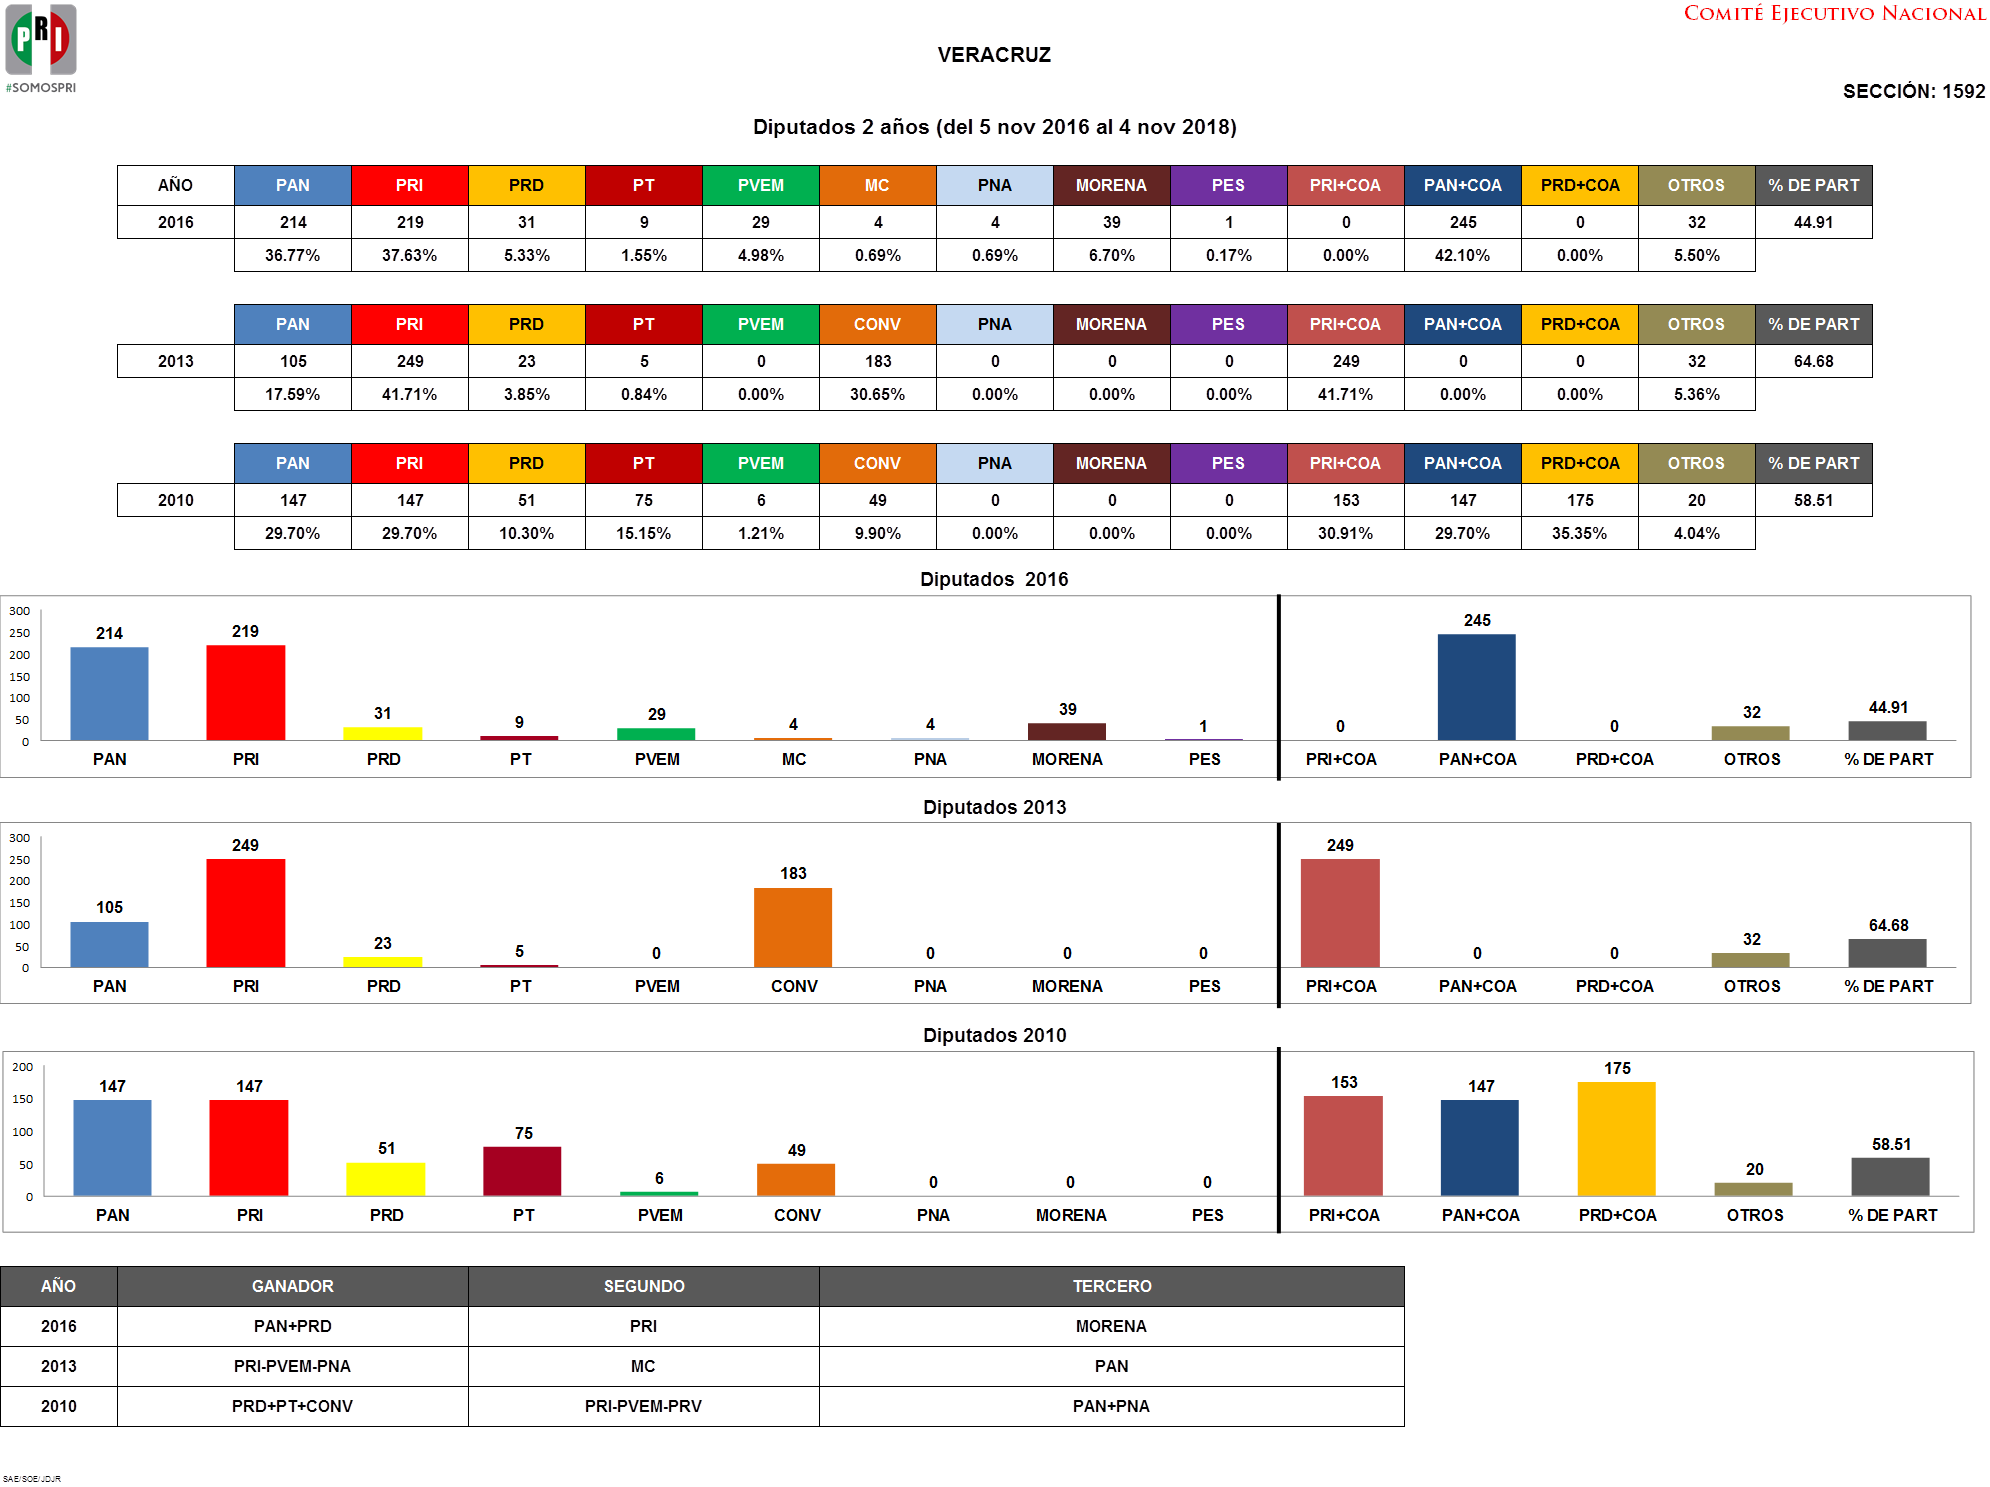 PRI
#SOMOSPRI
COMITÉ EJECUTIVO NACIONAL
VERACRUZ
SECCIÓN: 1592
Diputados 2 años (del 5 nov 2016 al 4 nov 2018)
AÑO PAN PRI PRD PT PVEM MC PNA MORENA PES PRI+COA PAN+COA PRD+COA OTROS % DE PART
2016 214 219 31 9 29 4 4 39 1 0 245 0 32 44.91
36.77% 37.63% 5.33% 1.55% 4.98% 0.69% 0.69% 6.70% 0.17% 0.00% 42.10% 0.00% 5.50%
PAN PRI PRD PT PVEM CONV PNA MORENA PES PRI+COA PAN+COA PRD+COA OTROS % DE PART
2013 105 249 23 5 0 183 0 0 0 249 0 0 32 64.68
17.59% 41.71% 3.85% 0.84% 0.00% 30.65% 0.00% 0.00% 0.00% 41.71% 0.00% 0.00% 5.36%
PAN PRI PRD PT PVEM CONV PNA MORENA PES PRI+COA PAN+COA PRD+COA OTROS % DE PART
2010 147 147 51 75 6 49 0 0 0 153 147 175 20 58.51
29.70% 29.70% 10.30% 15.15% 1.21% 9.90% 0.00% 0.00% 0.00% 30.91% 29.70% 35.35% 4.04%
Diputados 2016
300
250
200
150
100
50
0
214 219 31 9 29 4 4 39 1 0 245 0 32 44.91
PAN PRI PRD PT PVEM MC PNA MORENA PES PRI+COA PAN+COA PRD+COA OTROS % DE PART
Diputados 2013
300
250
200
150
100
50
0
105 249 23 5 0 183 0 0 0 249 0 0 32 64.68
PAN PRI PRD PT PVEM CONV PNA MORENA PES PRI+COA PAN+COA PRD+COA OTROS % DE PART
Diputados 2010
200
150
100
50
0
147 147 51 75 6 49 0 0 0 153 147 175 20 58.51
PAN PRI PRD PT PVEM CONV PNA MORENA PES PRI+COA PAN+COA PRD+COA OTROS % DE PART
AÑO GANADOR SEGUNDO TERCERO
2016 PAN+PRD PRI MORENA
2013 PRI-PVEM-PNA MC PAN
2010 PRD+PT+CONV PRI-PVEM-PRV PAN+PNA
SAE/SOE/JDJR